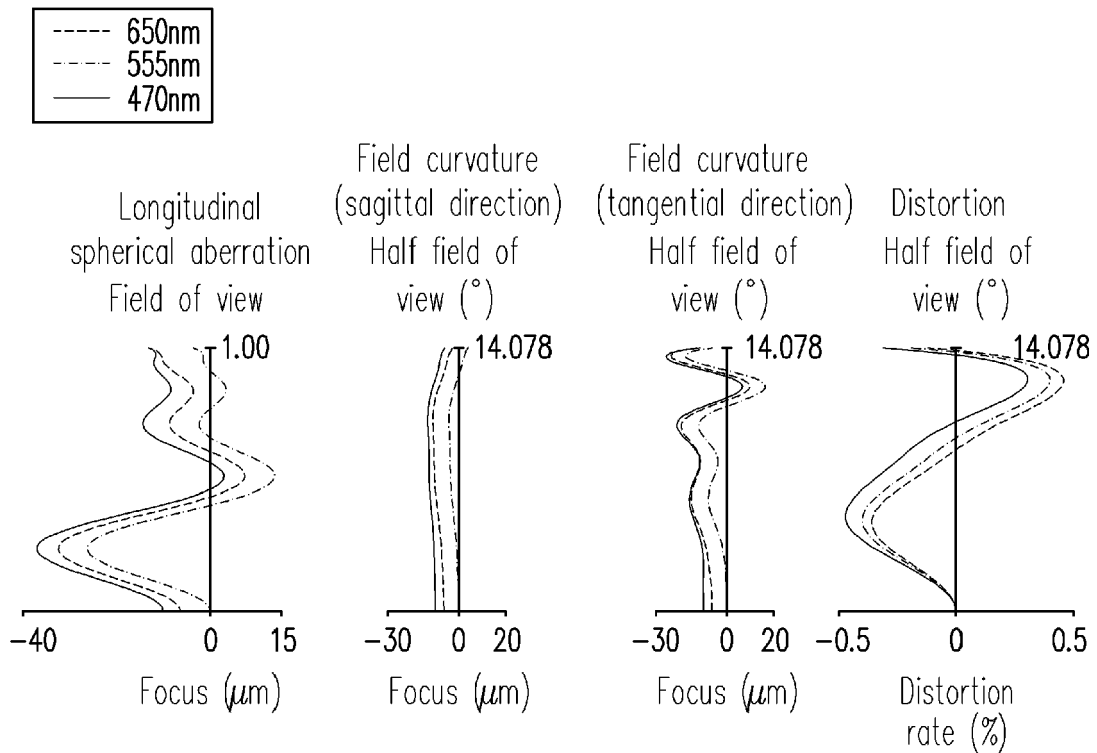 650nm
555nm
470nm
Longitudinal
spherical aberration
Field of view
1.00
-40 0 15
Focus (μm)
Field curvature
(sagittal direction)
Half field of
view (°)
14.078
-30 0 20
Focus (μm)
Field curvature
(tangential direction)
Half field of
view (°)
14.078
-30 0 20
Focus (μm)
Distortion
Half field of
view (°)
14.078
-0.5 0 0.5
Distortion
rate (%)